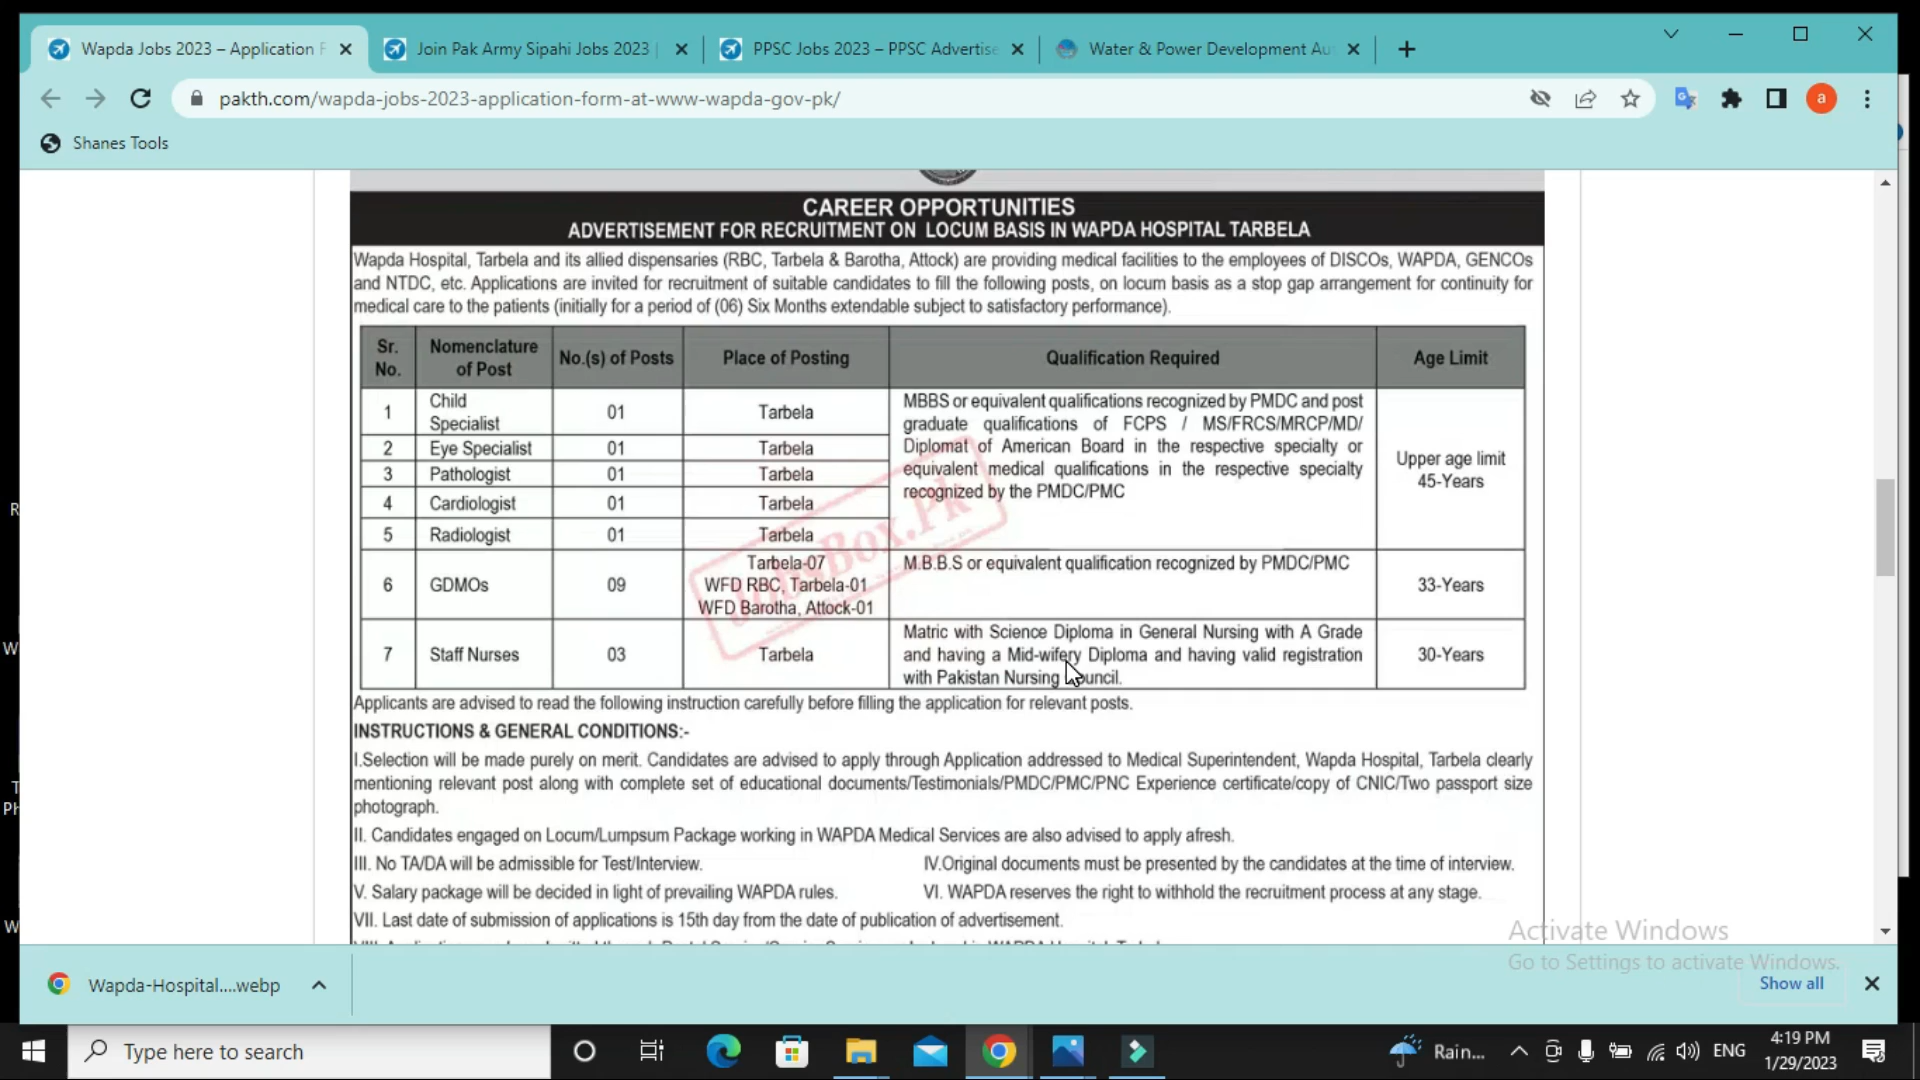 Wapda Jobs 2023 – Application F
Join Pak Army Sipahi Jobs 2023
PPSC Jobs 2023 – PPSC Advertise
Water & Power Development Au
pakth.com/wapda-jobs-2023-application-form-at-www-wapda-gov-pk/
a
Shanes Tools
CAREER OPPORTUNITIES
ADVERTISEMENT FOR RECRUITMENT ON LOCUM BASIS IN WAPDA HOSPITAL TARBELA
Wapda Hospital, Tarbela and its allied dispensaries (RBC, Tarbela & Barotha, Attock) are providing medical facilities to the employees of DISCOs, WAPDA, GENCOs
and NTDC, etc. Applications are invited for recruitment of suitable candidates to fill the following posts, on locum basis as a stop gap arrangement for continuity for
medical care to the patients (initially for a period of (06) Six Months extendable subject to satisfactory performance).
Sr. No. Nomenclature of Post No.(s) of Posts Place of Posting Qualification Required Age Limit
1 Child Specialist 01 Tarbela
2 Eye Specialist 01 Tarbela
3 Pathologist 01 Tarbela
4 Cardiologist 01 Tarbela
5 Radiologist 01 Tarbela
MBBS or equivalent qualifications recognized by PMDC and post
graduate qualifications of FCPS / MS/FRCS/MRCP/MD/
Diplomat of American Board in the respective specialty or
equivalent medical qualifications in the respective specialty
recognized by the PMDC/PMC
Upper age limit
45-Years
6 GDMOs 09
Tarbela-07
WFD RBC, Tarbela-01
WFD Barotha, Attock-01
M.B.B.S or equivalent qualification recognized by PMDC/PMC
33-Years
7 Staff Nurses 03 Tarbela
Matric with Science Diploma in General Nursing with A Grade
and having a Mid-wifery Diploma and having valid registration
with Pakistan Nursing Council.
30-Years
JobsBox.Pk
Applicants are advised to read the following instruction carefully before filling the application for relevant posts.
INSTRUCTIONS & GENERAL CONDITIONS:-
I.Selection will be made purely on merit. Candidates are advised to apply through Application addressed to Medical Superintendent, Wapda Hospital, Tarbela clearly
mentioning relevant post along with complete set of educational documents/Testimonials/PMDC/PMC/PNC Experience certificate/copy of CNIC/Two passport size
photograph.
II. Candidates engaged on Locum/Lumpsum Package working in WAPDA Medical Services are also advised to apply afresh.
III. No TA/DA will be admissible for Test/Interview. IV.Original documents must be presented by the candidates at the time of interview.
V. Salary package will be decided in light of prevailing WAPDA rules. VI. WAPDA reserves the right to withhold the recruitment process at any stage.
VII. Last date of submission of applications is 15th day from the date of publication of advertisement.
Activate Windows
Go to Settings to activate Windows.
Wapda-Hospital....webp
Show all
Type here to search
Rain...
ENG
4:19 PM
1/29/2023